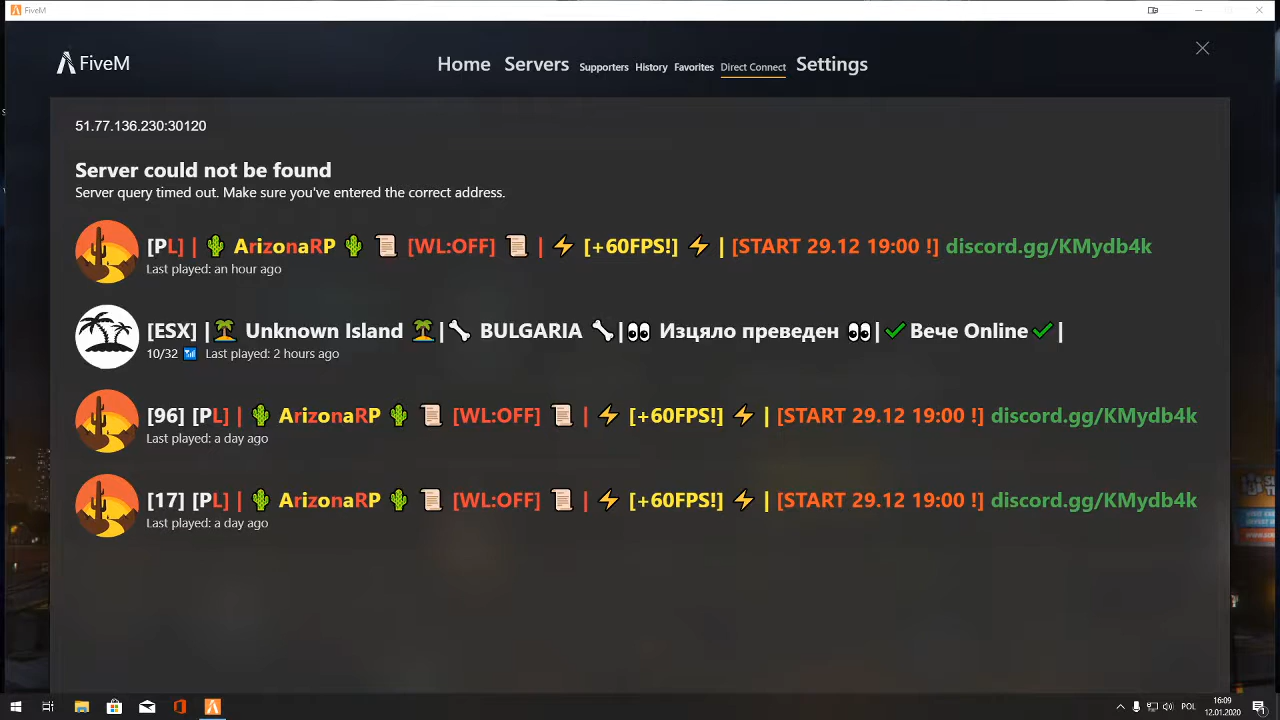 FiveM
FiveM
Home Servers Supporters History Favorites Direct Connect Settings
51.77.136.230:30120
Server could not be found
Server query timed out. Make sure you've entered the correct address.
[PL] | 🌵 ArizonaRP 🌵 📜 [WL:OFF] 📜 | ⚡ [+60FPS!] ⚡ | [START 29.12 19:00 !] discord.gg/KMydb4k
Last played: an hour ago
[ESX] |🏝 Unknown Island 🏝|🦴 BULGARIA 🦴|👀 Изцяло преведен 👀|✔ Вече Online✔|
10/32 📶 Last played: 2 hours ago
[96] [PL] | 🌵 ArizonaRP 🌵 📜 [WL:OFF] 📜 | ⚡ [+60FPS!] ⚡ | [START 29.12 19:00 !] discord.gg/KMydb4k
Last played: a day ago
[17] [PL] | 🌵 ArizonaRP 🌵 📜 [WL:OFF] 📜 | ⚡ [+60FPS!] ⚡ | [START 29.12 19:00 !] discord.gg/KMydb4k
Last played: a day ago
POL
16:09
12.01.2020